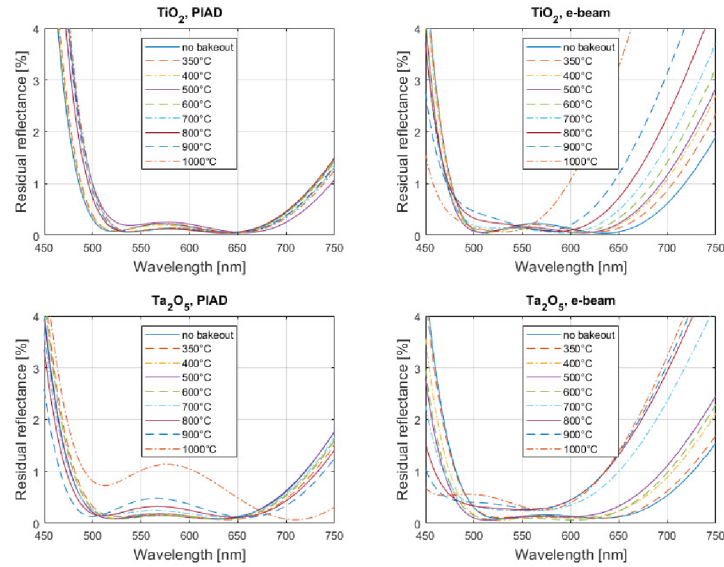 TiO2, PIAD
Residual reflectance [%]
4
3
2
1
0
no bakeout
350°C
400°C
500°C
600°C
700°C
800°C
900°C
1000°C
450 500 550 600 650 700 750
Wavelength [nm]
TiO2, e-beam
Residual reflectance [%]
4
3
2
1
0
no bakeout
350°C
400°C
500°C
600°C
700°C
800°C
900°C
1000°C
450 500 550 600 650 700 750
Wavelength [nm]
Ta2O5, PIAD
Residual reflectance [%]
4
3
2
1
0
no bakeout
350°C
400°C
500°C
600°C
700°C
800°C
900°C
1000°C
450 500 550 600 650 700 750
Wavelength [nm]
Ta2O5, e-beam
Residual reflectance [%]
4
3
2
1
0
no bakeout
350°C
400°C
500°C
600°C
700°C
800°C
900°C
1000°C
450 500 550 600 650 700 750
Wavelength [nm]